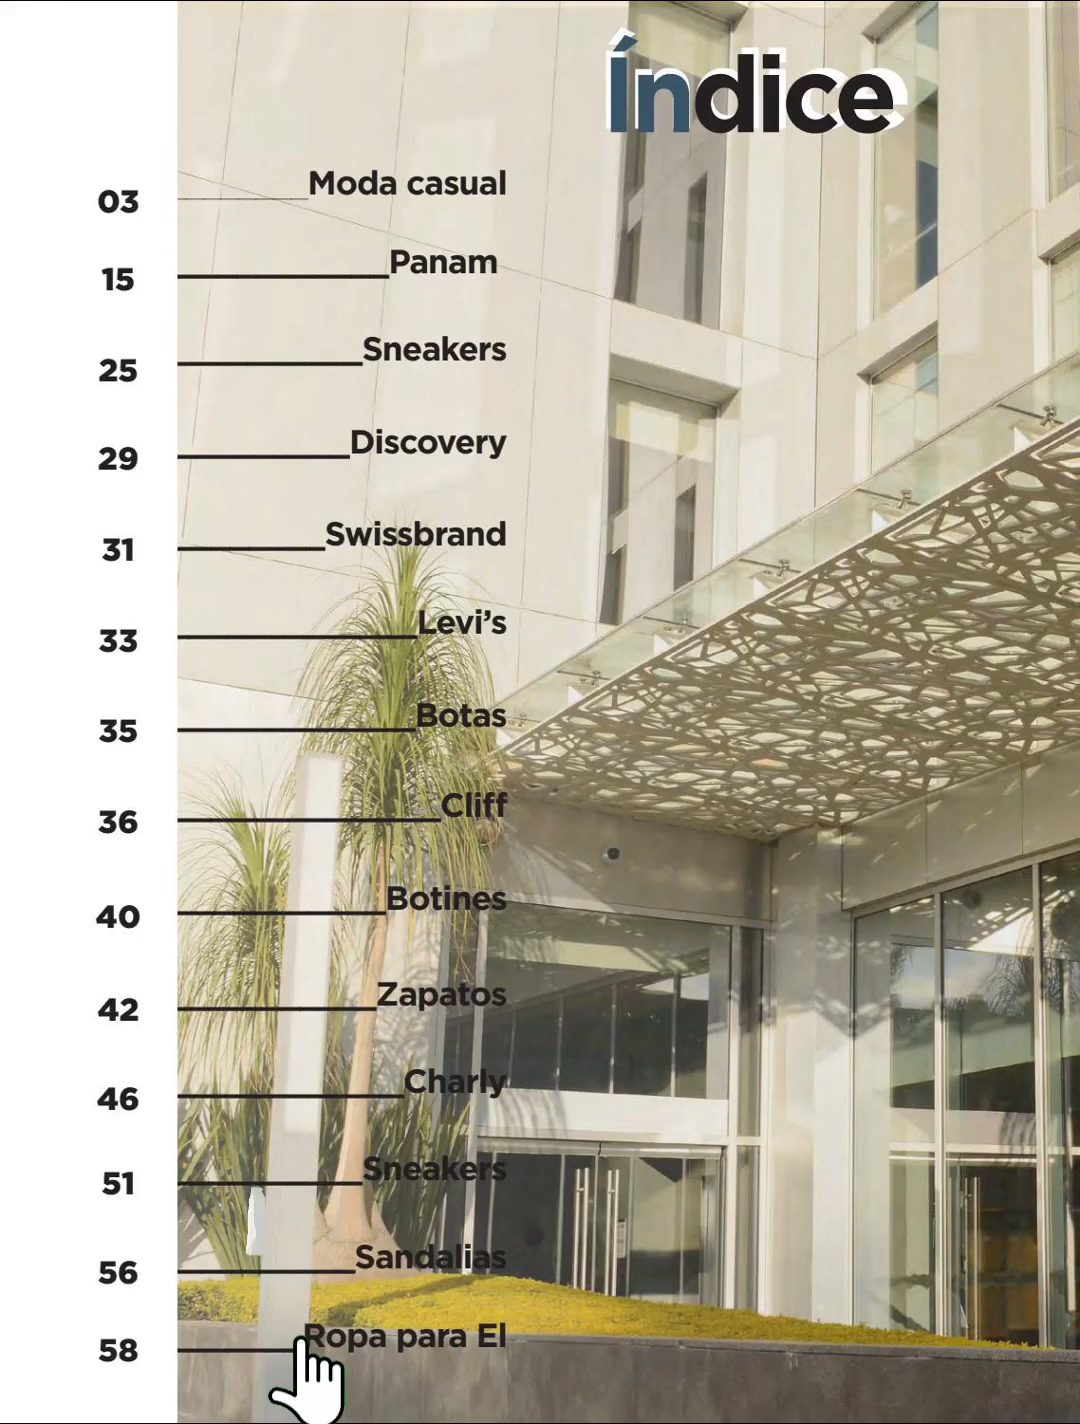 Índice
03 Moda casual
15 Panam
25 Sneakers
29 Discovery
31 Swissbrand
33 Levi's
35 Botas
36 Cliff
40 Botines
42 Zapatos
46 Charly
51 Sneakers
56 Sandalias
58 Ropa para El